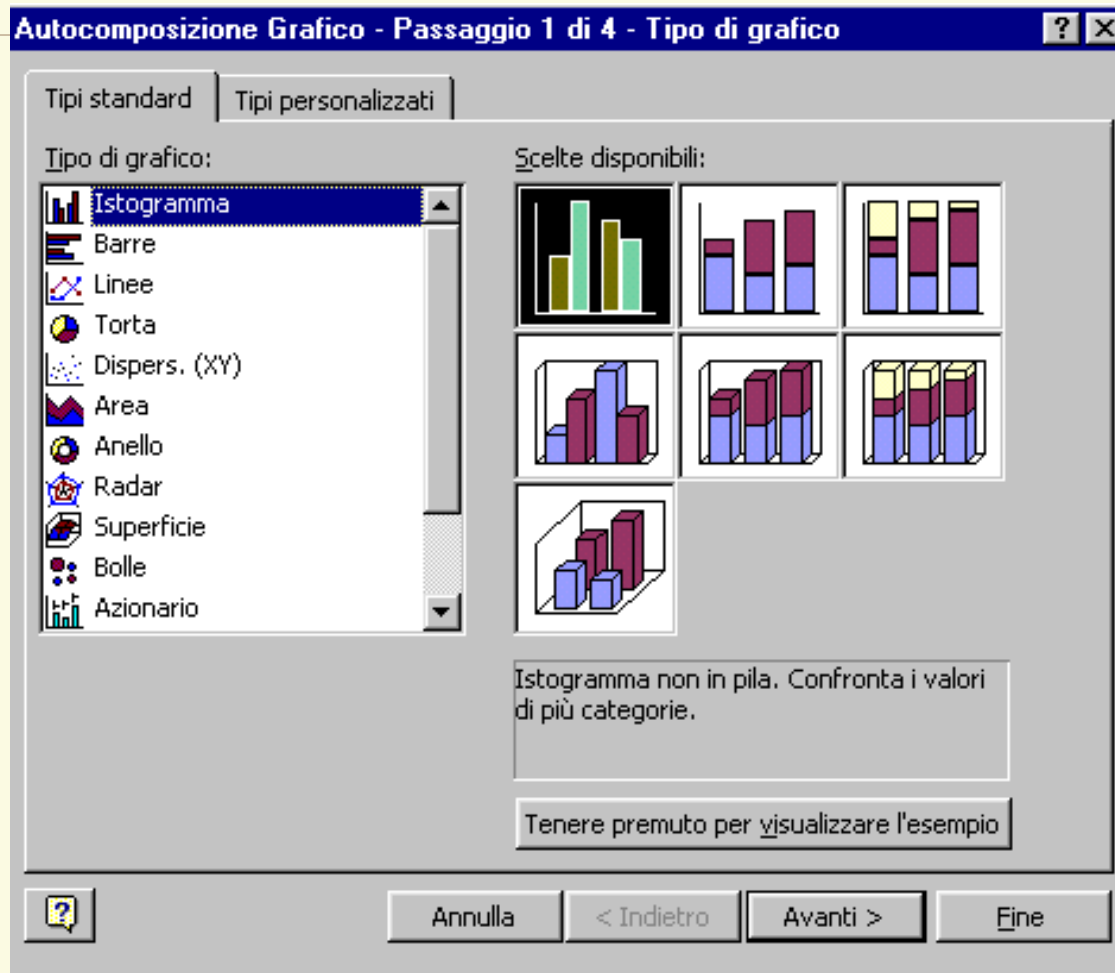 Autocomposizione Grafico - Passaggio 1 di 4 - Tipo di grafico
Tipi standard
Tipi personalizzati
Tipo di grafico:
Istogramma
Barre
Linee
Torta
Dispers. (XY)
Area
Anello
Radar
Superficie
Bolle
Azionario
Scelte disponibili:
Istogramma non in pila. Confronta i valori
di più categorie.
Tenere premuto per visualizzare l'esempio
Annulla
< Indietro
Avanti >
Fine